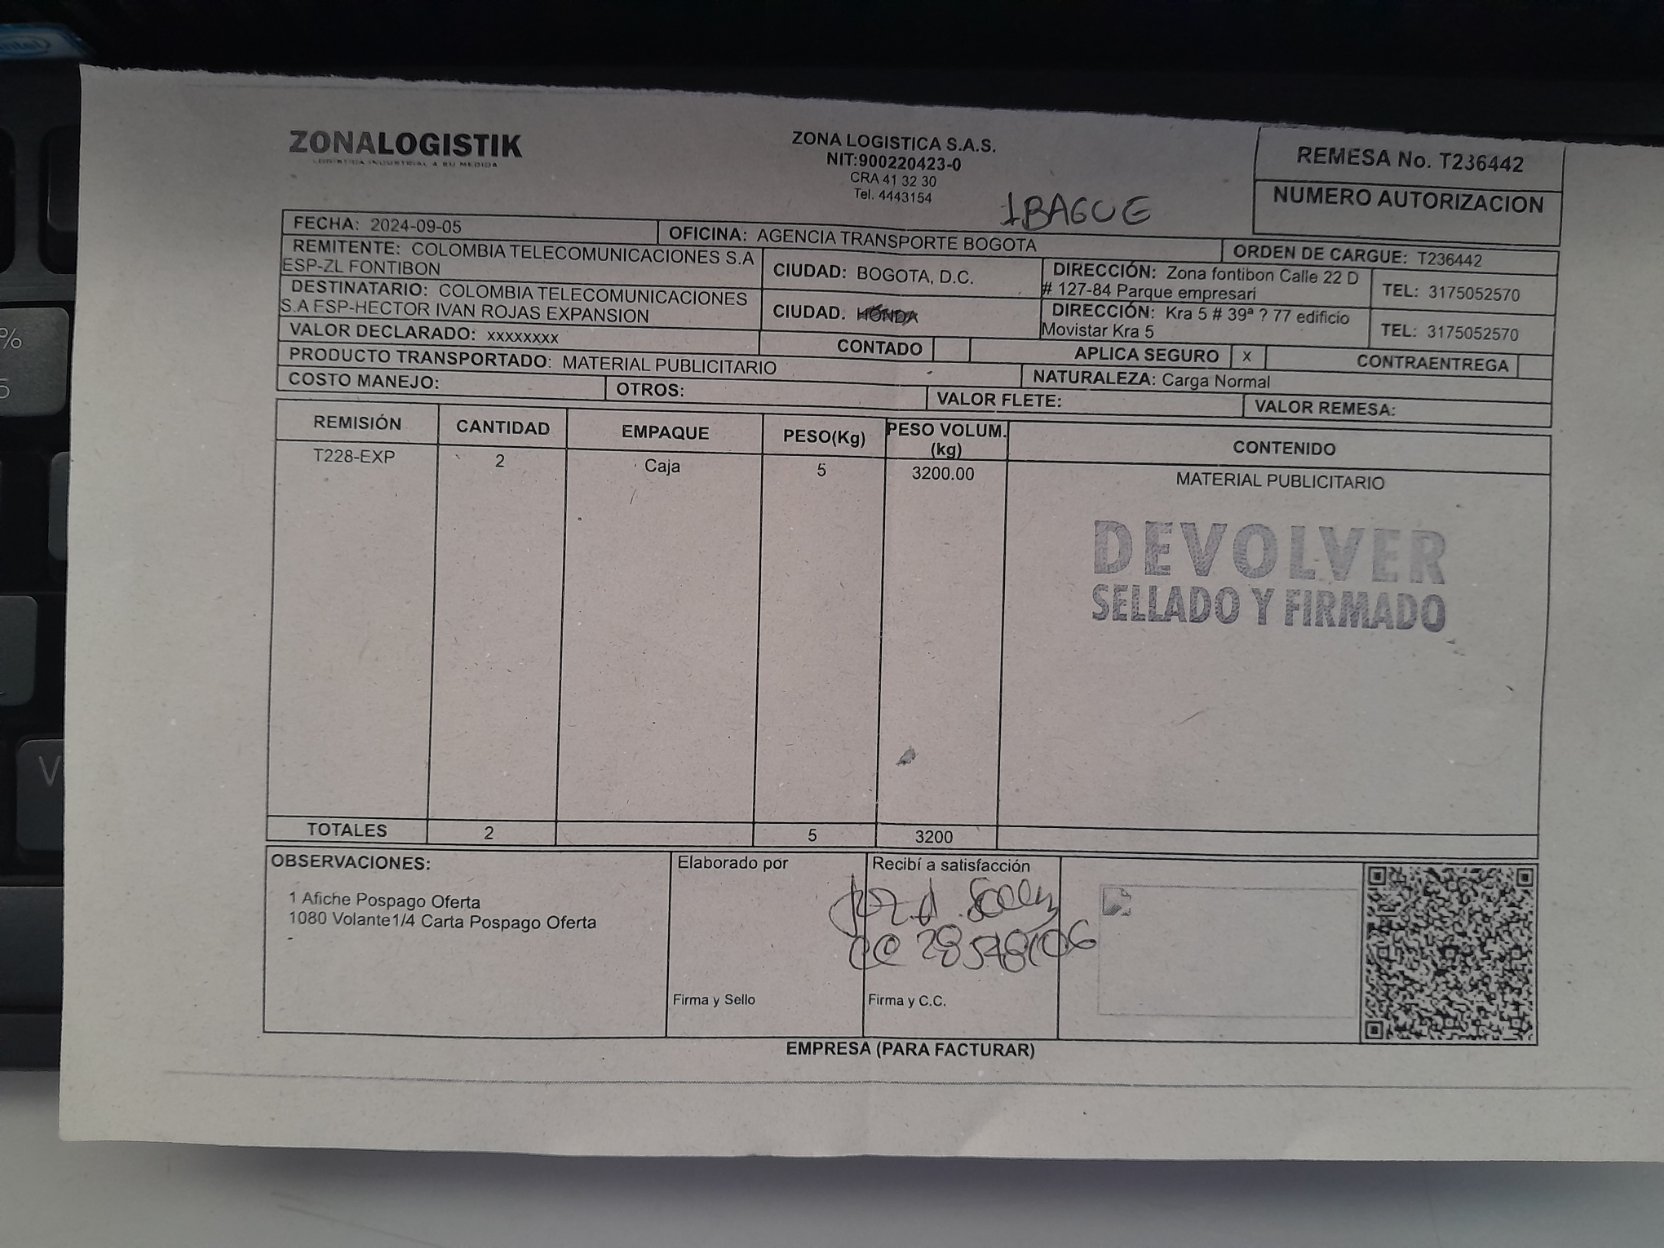 ZONALOGISTIK
LOGISTICA INDUSTRIAL A SU MEDIDA
ZONA LOGISTICA S.A.S.
NIT:900220423-0
CRA 41 32 30
Tel. 4443154
IBAGUE
REMESA No. T236442
NUMERO AUTORIZACION
FECHA: 2024-09-05
OFICINA: AGENCIA TRANSPORTE BOGOTA
ORDEN DE CARGUE: T236442
REMITENTE: COLOMBIA TELECOMUNICACIONES S.A
ESP-ZL FONTIBON
CIUDAD: BOGOTA, D.C.
DIRECCIÓN: Zona fontibon Calle 22 D
# 127-84 Parque empresari
TEL: 3175052570
DESTINATARIO: COLOMBIA TELECOMUNICACIONES
S.A ESP-HECTOR IVAN ROJAS EXPANSION
CIUDAD. HONDA
DIRECCIÓN: Kra 5 # 39ª ? 77 edificio
Movistar Kra 5
TEL: 3175052570
VALOR DECLARADO: xxxxxxxx
CONTADO
APLICA SEGURO X
CONTRAENTREGA
PRODUCTO TRANSPORTADO: MATERIAL PUBLICITARIO
NATURALEZA: Carga Normal
COSTO MANEJO:
OTROS:
VALOR FLETE:
VALOR REMESA:
REMISIÓN CANTIDAD EMPAQUE PESO(Kg) PESO VOLUM. (kg) CONTENIDO
T228-EXP 2 Caja 5 3200.00 MATERIAL PUBLICITARIO
DEVOLVER
SELLADO Y FIRMADO
TOTALES 2 5 3200
OBSERVACIONES:
1 Afiche Pospago Oferta
1080 Volante1/4 Carta Pospago Oferta
Elaborado por
Firma y Sello
Recibí a satisfacción
CC 28548106
Firma y C.C.
EMPRESA (PARA FACTURAR)